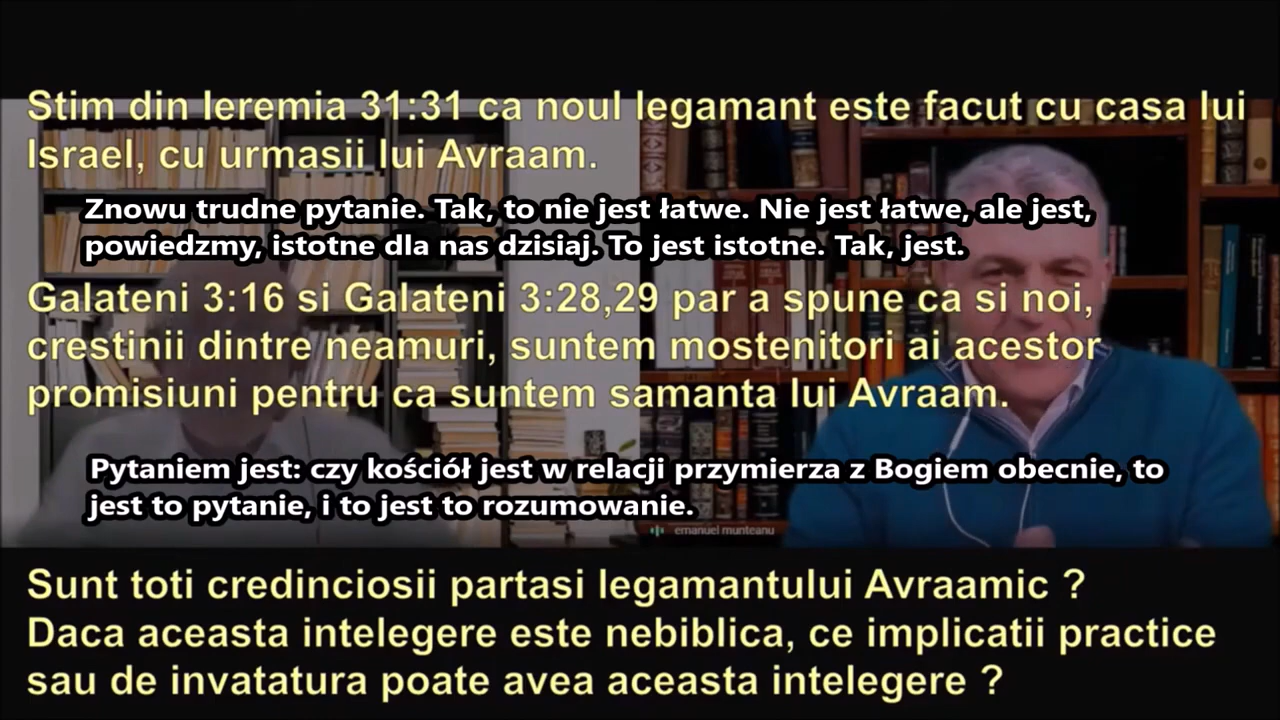 Stim din Ieremia 31:31 ca noul legamant este facut cu casa lui
Israel, cu urmasii lui Avraam.
Znowu trudne pytanie. Tak, to nie jest łatwe. Nie jest łatwe, ale jest,
powiedzmy, istotne dla nas dzisiaj. To jest istotne. Tak, jest.
Galateni 3:16 si Galateni 3:28,29 par a spune ca si noi,
crestinii dintre neamuri, suntem mostenitori ai acestor
promisiuni pentru ca suntem samanta lui Avraam.
Pytaniem jest: czy kościół jest w relacji przymierza z Bogiem obecnie, to
jest to pytanie, i to jest to rozumowanie.
emanuel munteanu
Sunt toti credinciosii partasi legamantului Avraamic ?
Daca aceasta intelegere este nebiblica, ce implicatii practice
sau de invatatura poate avea aceasta intelegere ?